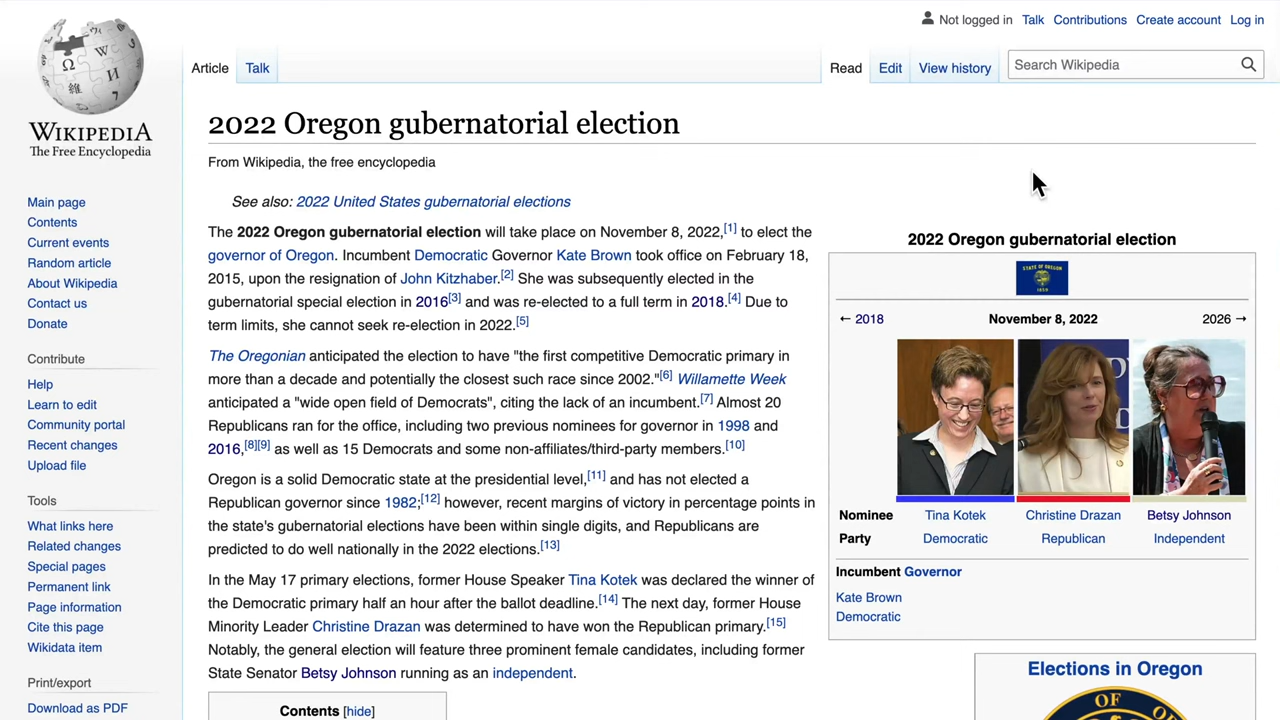 Not logged in Talk Contributions Create account Log in
Article Talk Read Edit View history Search Wikipedia
WIKIPEDIA
The Free Encyclopedia
Main page
Contents
Current events
Random article
About Wikipedia
Contact us
Donate
Contribute
Help
Learn to edit
Community portal
Recent changes
Upload file
Tools
What links here
Related changes
Special pages
Permanent link
Page information
Cite this page
Wikidata item
Print/export
Download as PDF
2022 Oregon gubernatorial election
From Wikipedia, the free encyclopedia
See also: 2022 United States gubernatorial elections
The 2022 Oregon gubernatorial election will take place on November 8, 2022,[1] to elect the
governor of Oregon. Incumbent Democratic Governor Kate Brown took office on February 18,
2015, upon the resignation of John Kitzhaber.[2] She was subsequently elected in the
gubernatorial special election in 2016[3] and was re-elected to a full term in 2018.[4] Due to
term limits, she cannot seek re-election in 2022.[5]
The Oregonian anticipated the election to have "the first competitive Democratic primary in
more than a decade and potentially the closest such race since 2002."[6] Willamette Week
anticipated a "wide open field of Democrats", citing the lack of an incumbent.[7] Almost 20
Republicans ran for the office, including two previous nominees for governor in 1998 and
2016,[8][9] as well as 15 Democrats and some non-affiliates/third-party members.[10]
Oregon is a solid Democratic state at the presidential level,[11] and has not elected a
Republican governor since 1982;[12] however, recent margins of victory in percentage points in
the state's gubernatorial elections have been within single digits, and Republicans are
predicted to do well nationally in the 2022 elections.[13]
In the May 17 primary elections, former House Speaker Tina Kotek was declared the winner of
the Democratic primary half an hour after the ballot deadline.[14] The next day, former House
Minority Leader Christine Drazan was determined to have won the Republican primary.[15]
Notably, the general election will feature three prominent female candidates, including former
State Senator Betsy Johnson running as an independent.
Contents [hide]
2022 Oregon gubernatorial election
STATE OF OREGON
1859
← 2018 November 8, 2022 2026 →
Nominee Tina Kotek Christine Drazan Betsy Johnson
Party Democratic Republican Independent
Incumbent Governor
Kate Brown
Democratic
Elections in Oregon
OF